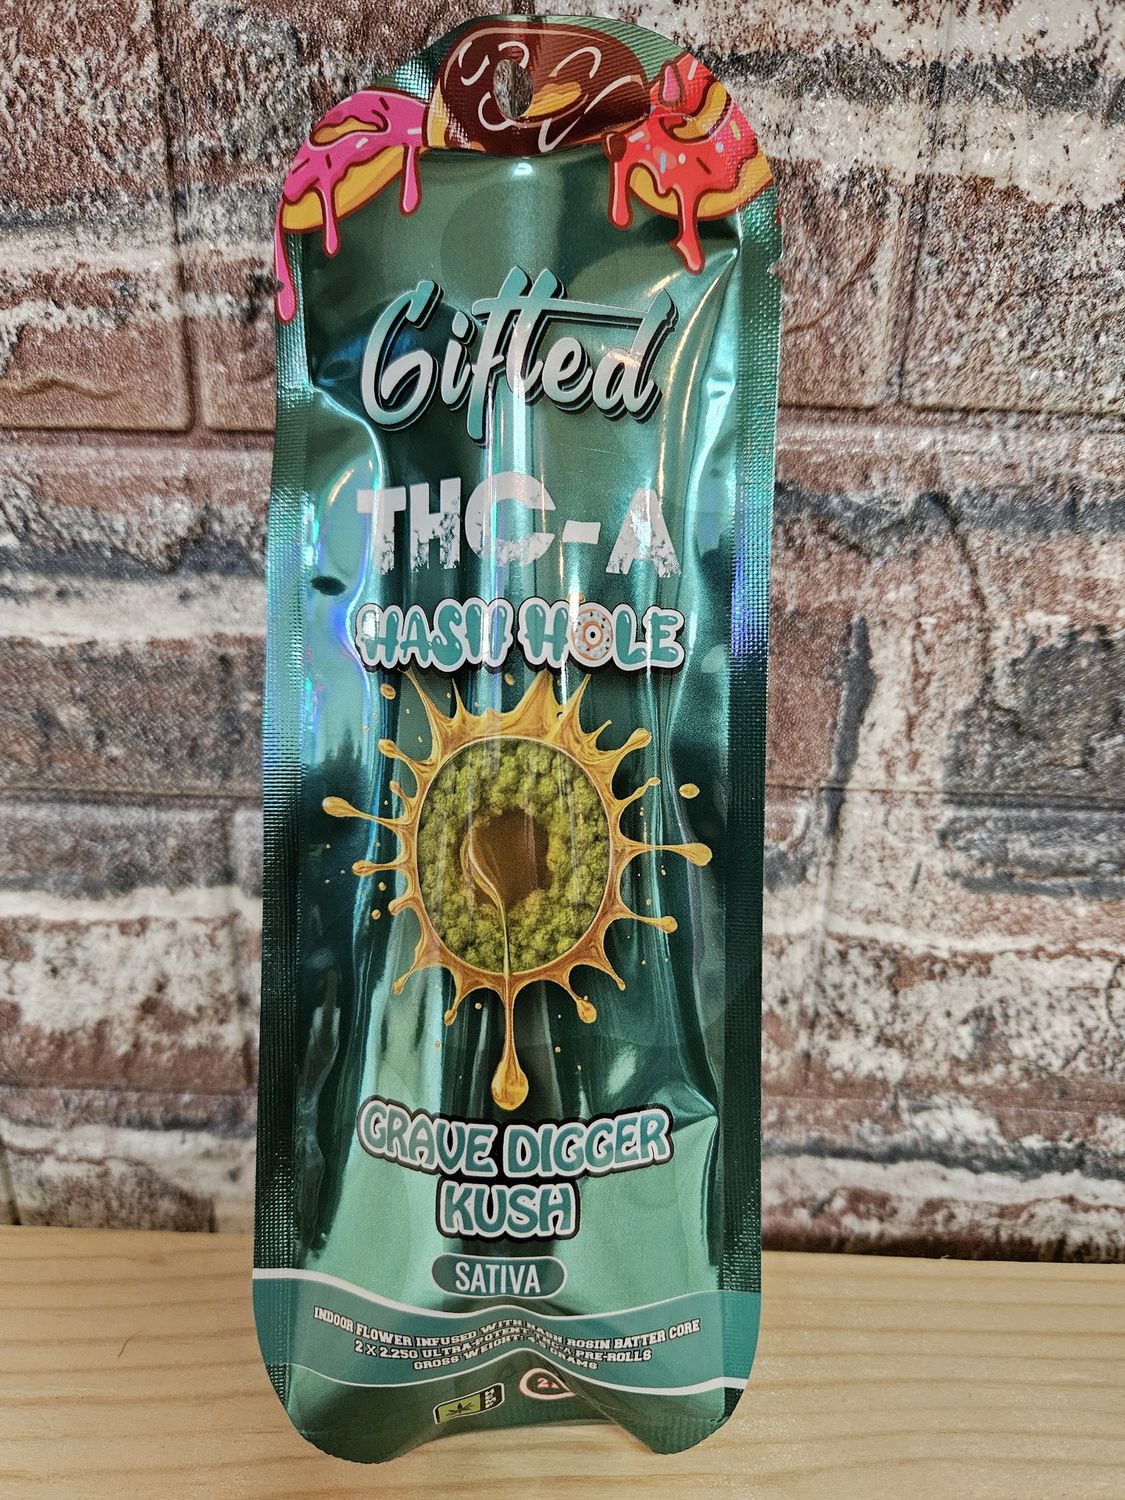 Gifted
THC-A
HASH HOLE
GRAVE DIGGER
KUSH
SATIVA
INDOOR FLOWER INFUSED WITH HASH ROSIN BATTER CORE
2 X 2.25G ULTRA-POTENT PRE-ROLLS
GROSS WEIGHT: GRAMS